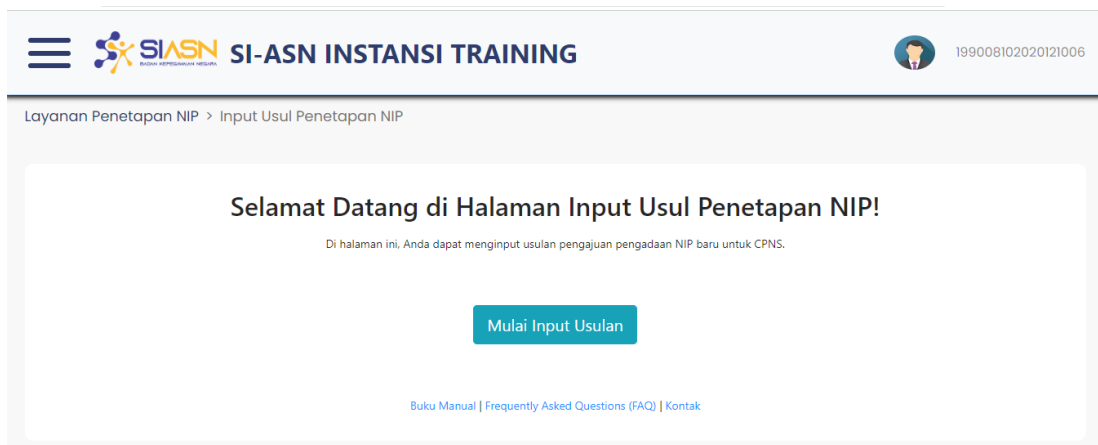 SIASN
BADAN KEPEGAWAIAN NEGARA
SI-ASN INSTANSI TRAINING
199008102020121006
Layanan Penetapan NIP > Input Usul Penetapan NIP
Selamat Datang di Halaman Input Usul Penetapan NIP!
Di halaman ini, Anda dapat menginput usulan pengajuan pengadaan NIP baru untuk CPNS.
Mulai Input Usulan
Buku Manual | Frequently Asked Questions (FAQ) | Kontak